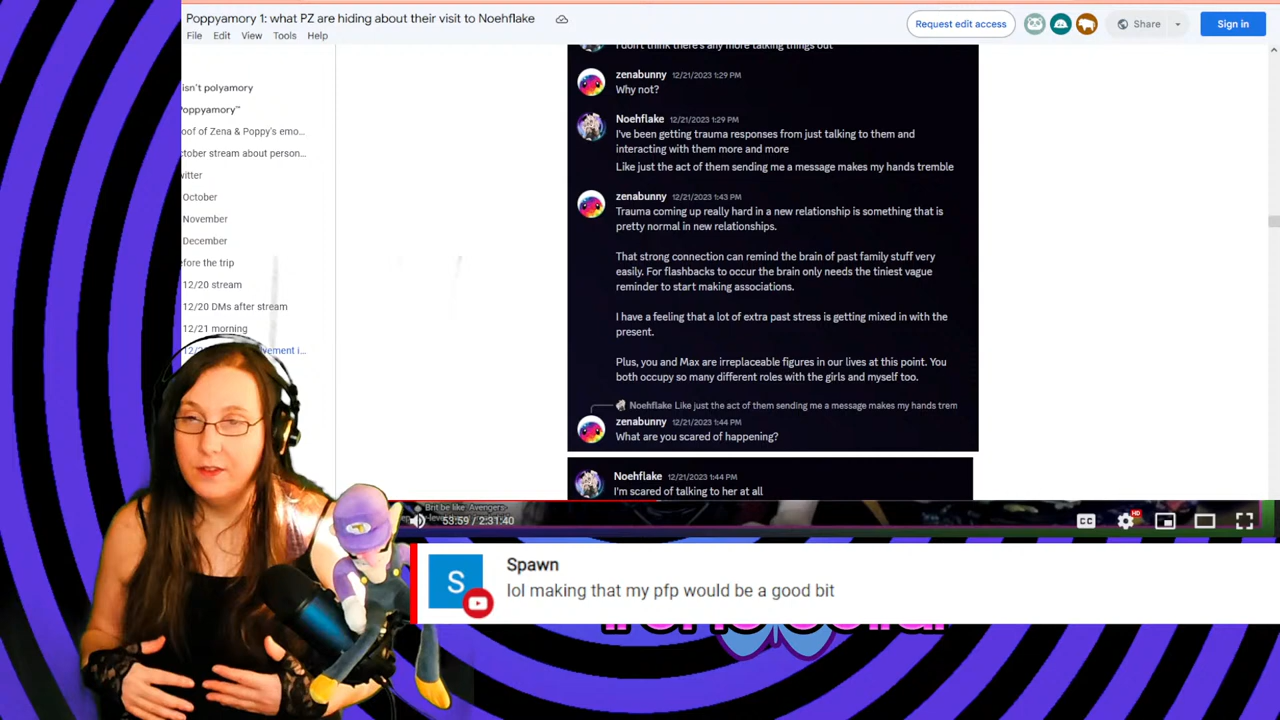 Poppyamory 1: what PZ are hiding about their visit to Noehflake
Request edit access
Share
Sign in
File Edit View Tools Help
isn't polyamory
Poppyamory™
oof of Zena & Poppy's emo...
ctober stream about person...
witter
October
November
December
efore the trip
12/20 stream
12/20 DMs after stream
12/21 morning
vement i...
I don't think there's any more talking things out
zenabunny 12/21/2023 1:29 PM
Why not?
Noehflake 12/21/2023 1:29 PM
I've been getting trauma responses from just talking to them and
interacting with them more and more
Like just the act of them sending me a message makes my hands tremble
zenabunny 12/21/2023 1:43 PM
Trauma coming up really hard in a new relationship is something that is
pretty normal in new relationships.
That strong connection can remind the brain of past family stuff very
easily. For flashbacks to occur the brain only needs the tiniest vague
reminder to start making associations.
I have a feeling that a lot of extra past stress is getting mixed in with the
present.
Plus, you and Max are irreplaceable figures in our lives at this point. You
both occupy so many different roles with the girls and myself too.
Noehflake Like just the act of them sending me a message makes my hands trem
zenabunny 12/21/2023 1:44 PM
What are you scared of happening?
Noehflake 12/21/2023 1:44 PM
I'm scared of talking to her at all
Brit be like, Avengers-
53:59 / 2:31:40
CC
HD
S
Spawn
lol making that my pfp would be a good bit